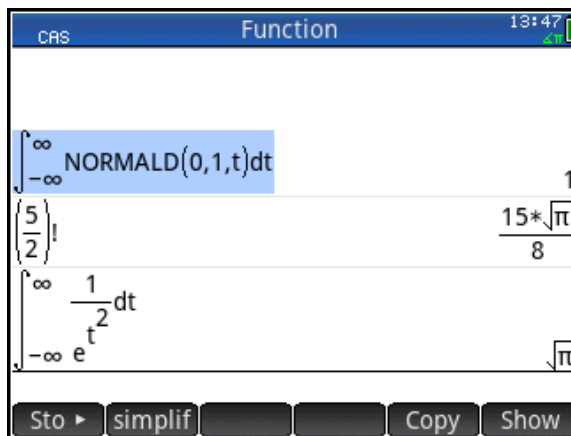 CAS Function 13:47
∡π
∫_{-∞}^{∞} NORMALD(0,1,t)dt
1
(5/2)!
15*√π/8
∫_{-∞}^{∞} 1/e^{t^2} dt
√π
Sto ► simplif Copy Show